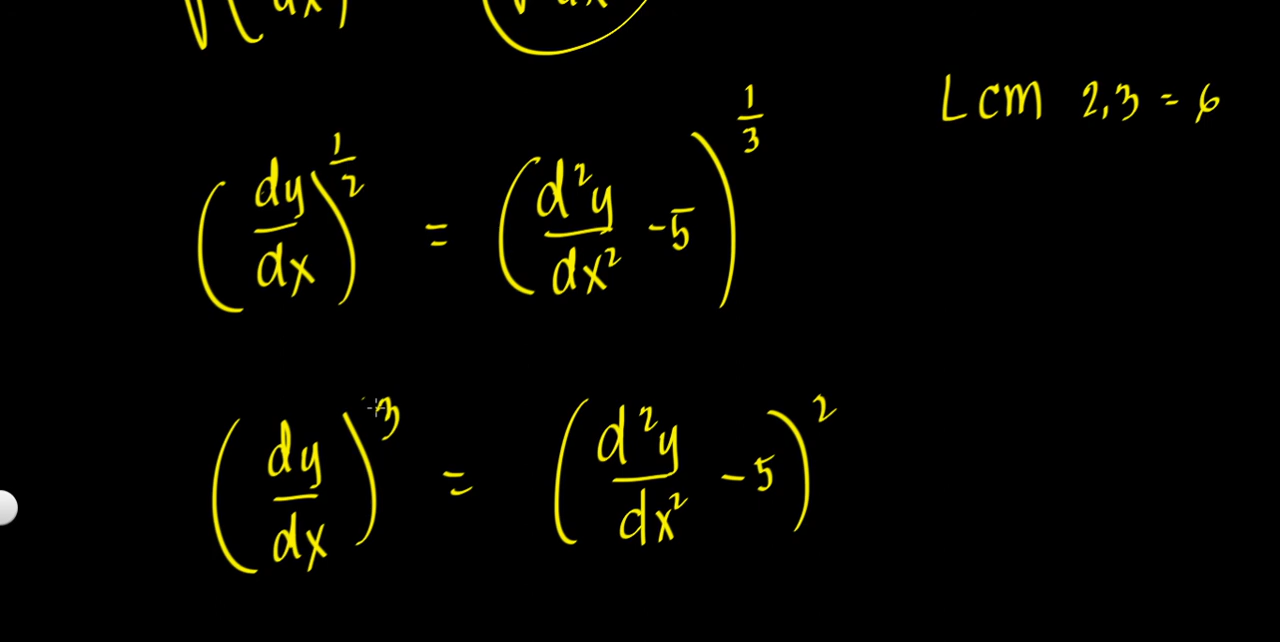 Lcm 2,3 = 6
(dy/dx)^(1/2) = (d²y/dx² - 5)^(1/3)
(dy/dx)^3 = (d²y/dx² - 5)^2